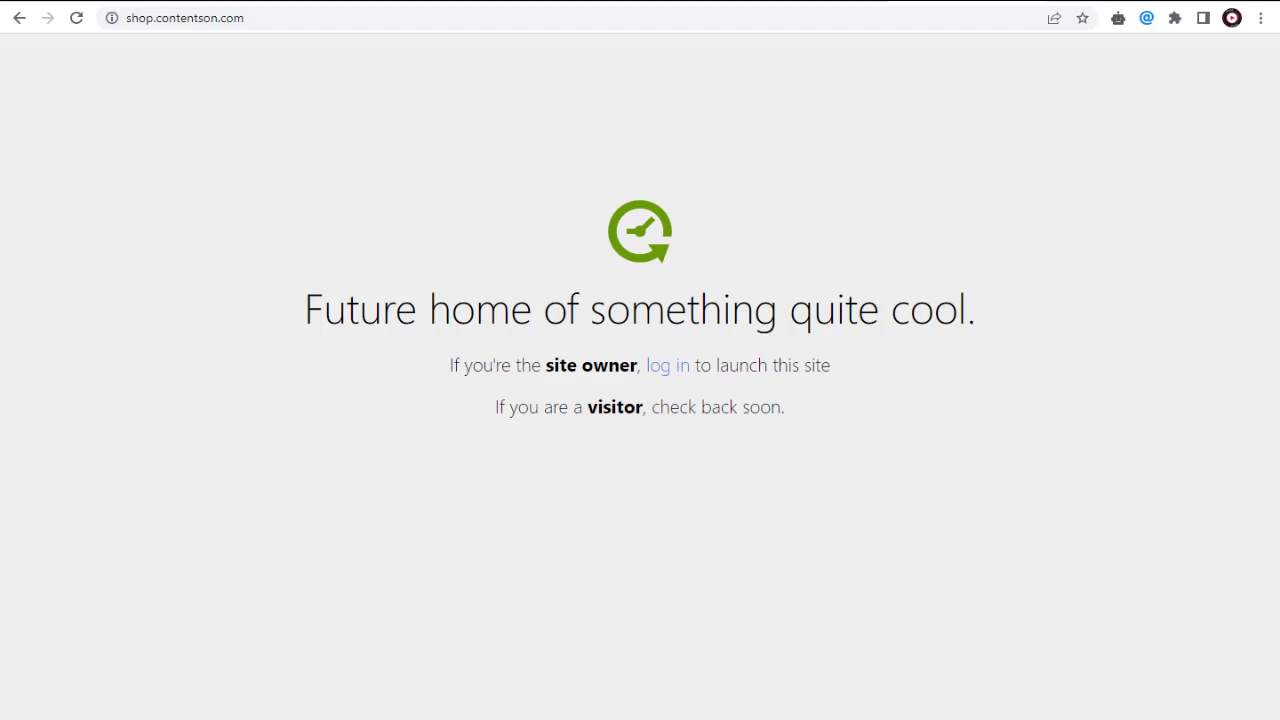 shop.contentson.com
Future home of something quite cool.
If you're the site owner, log in to launch this site
If you are a visitor, check back soon.